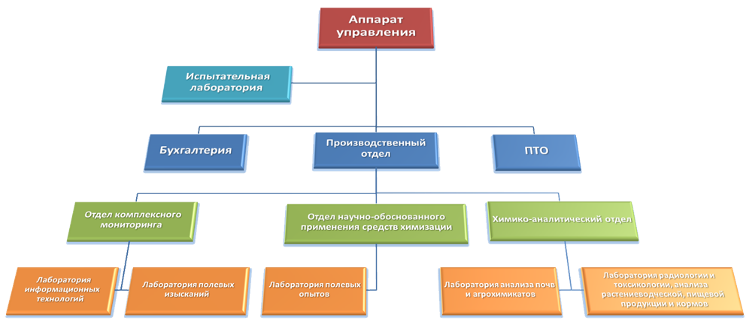 Аппарат
управления
Испытательная
лаборатория
Бухгалтерия
Производственный
отдел
ПТО
Отдел комплексного
мониторинга
Отдел научно-обоснованного
применения средств химизации
Химико-аналитический отдел
Лаборатория
информационных
технологий
Лаборатория полевых
изысканий
Лаборатория полевых
опытов
Лаборатория анализа почв
и агрохимикатов
Лаборатория радиологии и
токсикологии, анализа
растениеводческой, пищевой
продукции и кормов